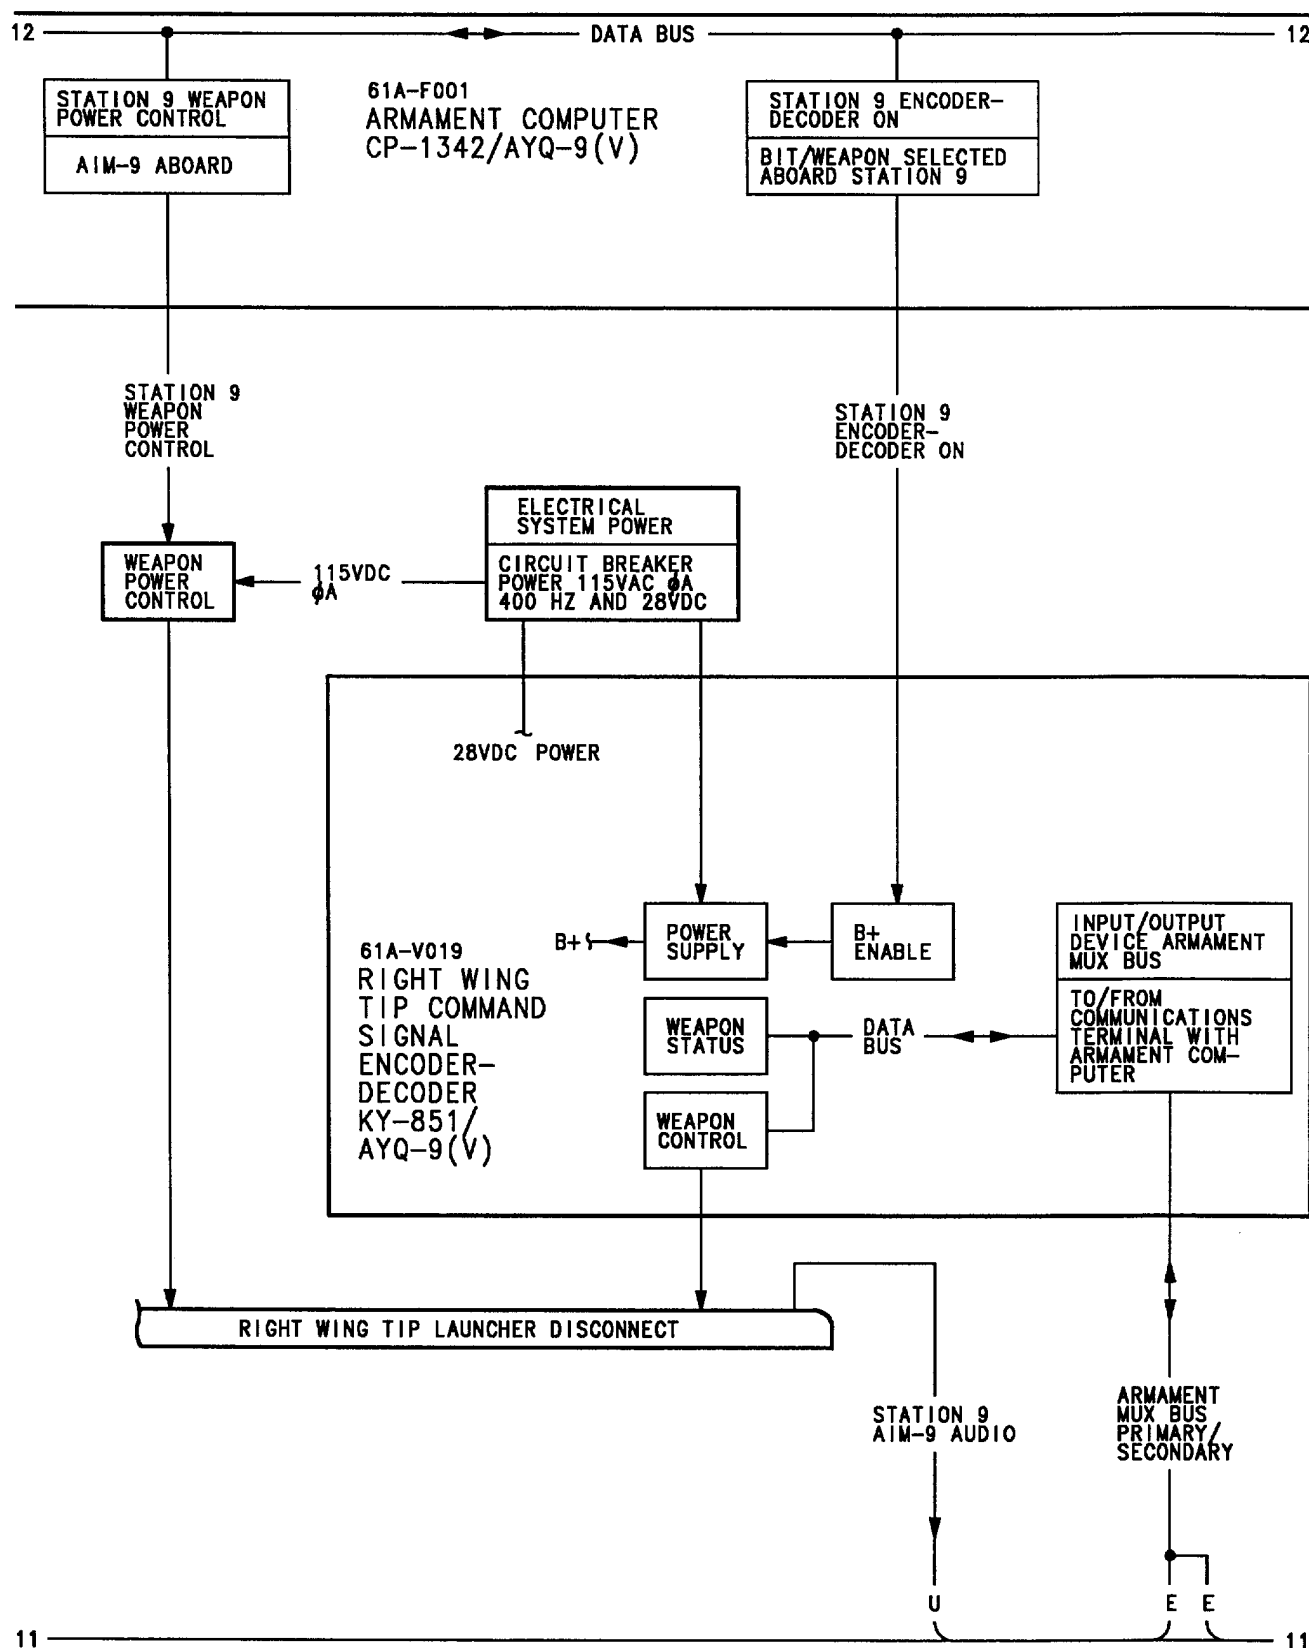 12 DATA BUS 12
STATION 9 WEAPON
POWER CONTROL
AIM-9 ABOARD
61A-F001
ARMAMENT COMPUTER
CP-1342/AYQ-9(V)
STATION 9 ENCODER-
DECODER ON
BIT/WEAPON SELECTED
ABOARD STATION 9
STATION 9
WEAPON
POWER
CONTROL
STATION 9
ENCODER-
DECODER ON
WEAPON
POWER
CONTROL
115VDC
ϕA
ELECTRICAL
SYSTEM POWER
CIRCUIT BREAKER
POWER 115VAC ϕA
400 HZ AND 28VDC
28VDC POWER
61A-V019
RIGHT WING
TIP COMMAND
SIGNAL
ENCODER-
DECODER
KY-851/
AYQ-9(V)
B+
POWER
SUPPLY
B+
ENABLE
WEAPON
STATUS
WEAPON
CONTROL
DATA
BUS
INPUT/OUTPUT
DEVICE ARMAMENT
MUX BUS
TO/FROM
COMMUNICATIONS
TERMINAL WITH
ARMAMENT COM-
PUTER
RIGHT WING TIP LAUNCHER DISCONNECT
STATION 9
AIM-9 AUDIO
ARMAMENT
MUX BUS
PRIMARY/
SECONDARY
U E E
11 11